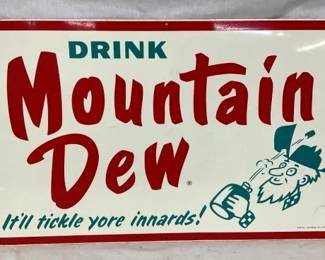 DRINK
Mountain
Dew®
It'll tickle yore innards!